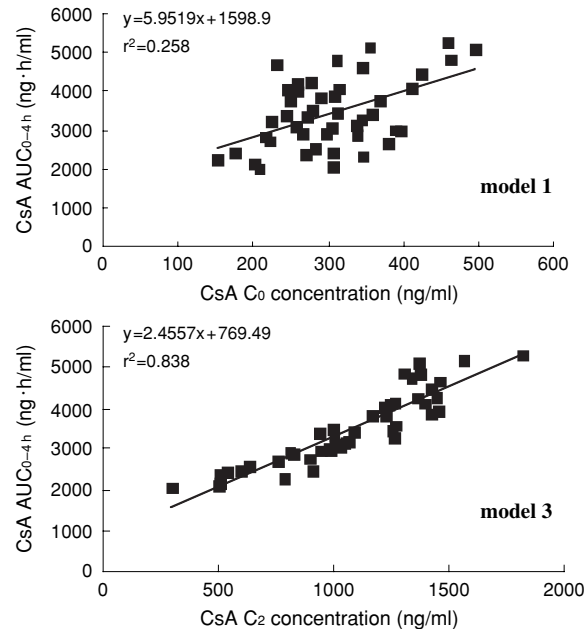 y=5.9519x+1598.9
r²=0.258
6000
5000
4000
3000
2000
1000
0
CsA AUC₀₋₄ₕ (ng·h/ml)
model 1
0 100 200 300 400 500 600
CsA C₀ concentration (ng/ml)
y=2.4557x+769.49
r²=0.838
6000
5000
4000
3000
2000
1000
0
CsA AUC₀₋₄ₕ (ng·h/ml)
model 3
0 500 1000 1500 2000
CsA C₂ concentration (ng/ml)